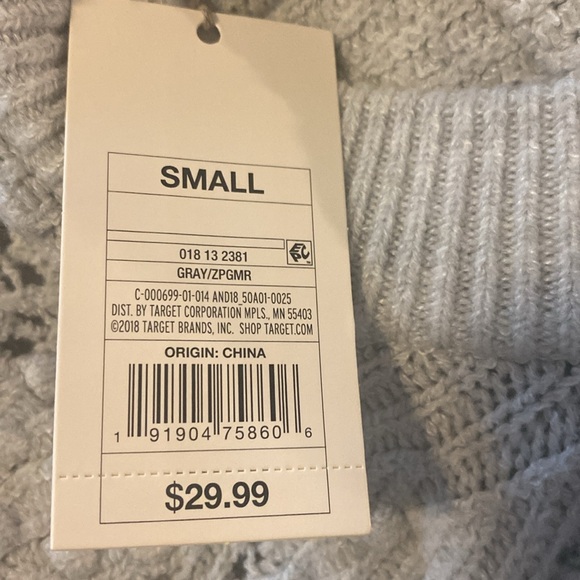 SMALL
018 13 2381
EPC
GRAY/ZPGMR
C-000699-01-014 AND18_50A01-0025
DIST. BY TARGET CORPORATION MPLS., MN 55403
©2018 TARGET BRANDS, INC. SHOP TARGET.COM
ORIGIN: CHINA
1 91904 75860 6
$29.99